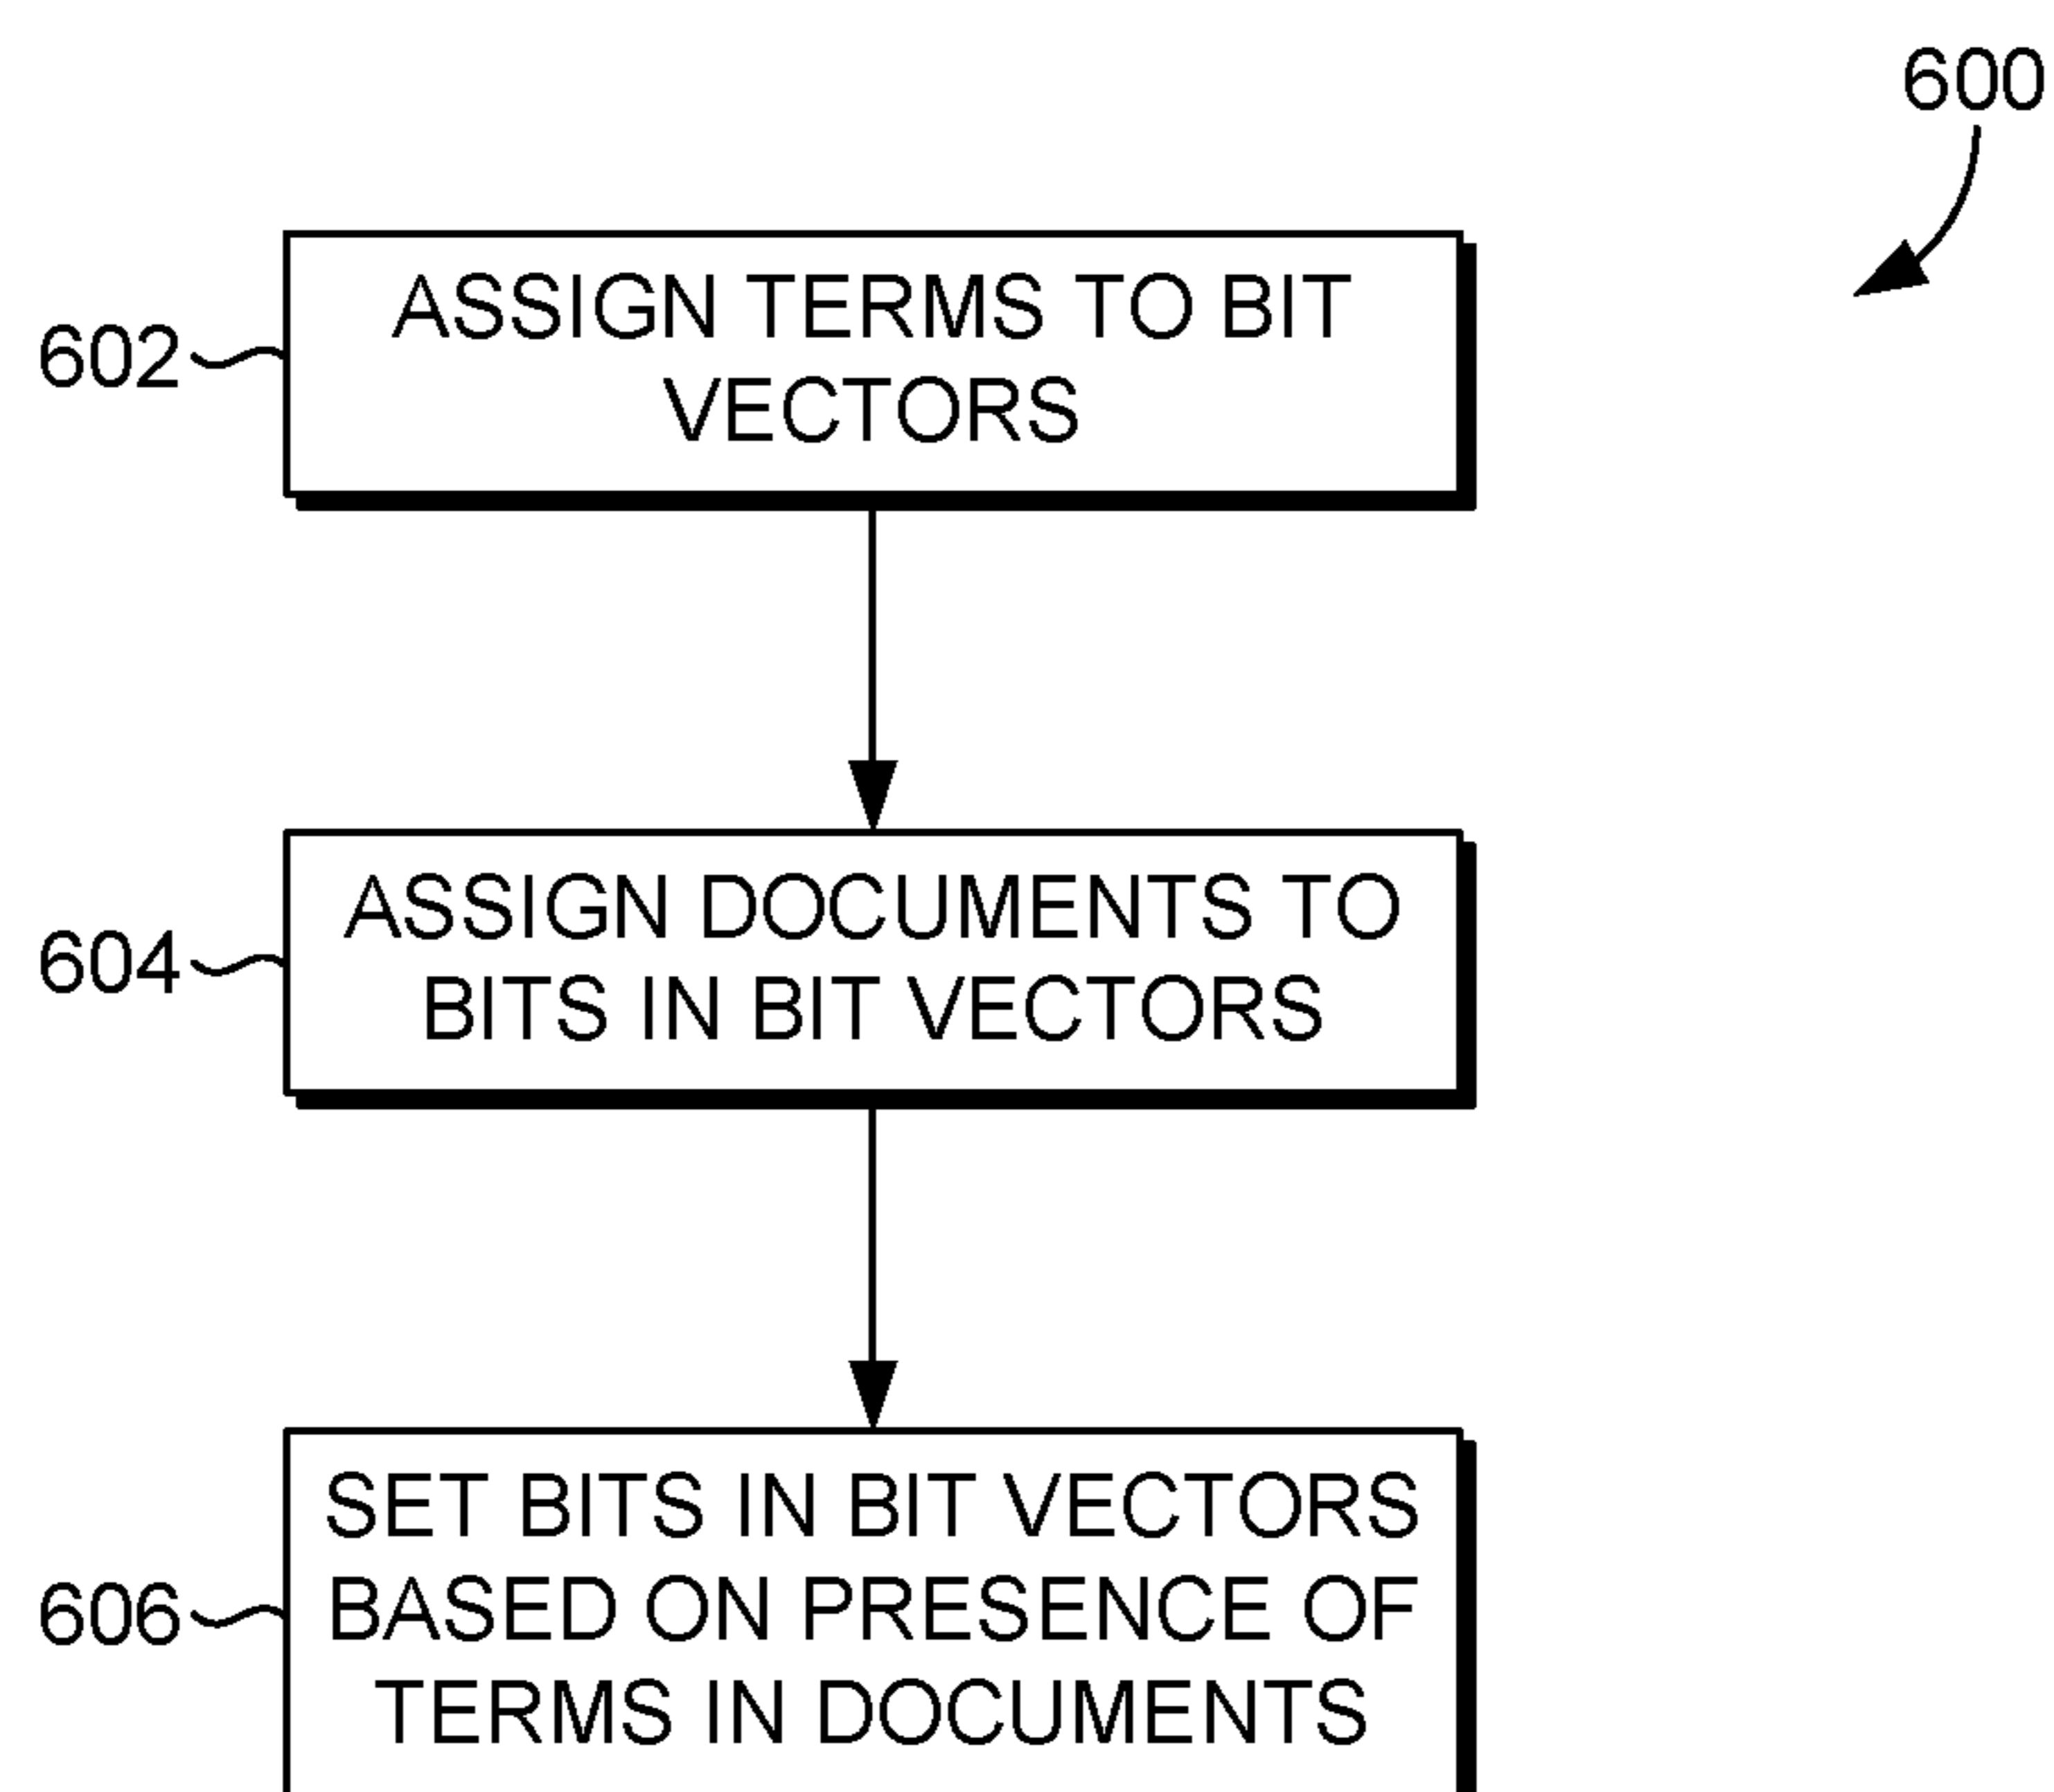 600
602
ASSIGN TERMS TO BIT
VECTORS
604
ASSIGN DOCUMENTS TO
BITS IN BIT VECTORS
606
SET BITS IN BIT VECTORS
BASED ON PRESENCE OF
TERMS IN DOCUMENTS